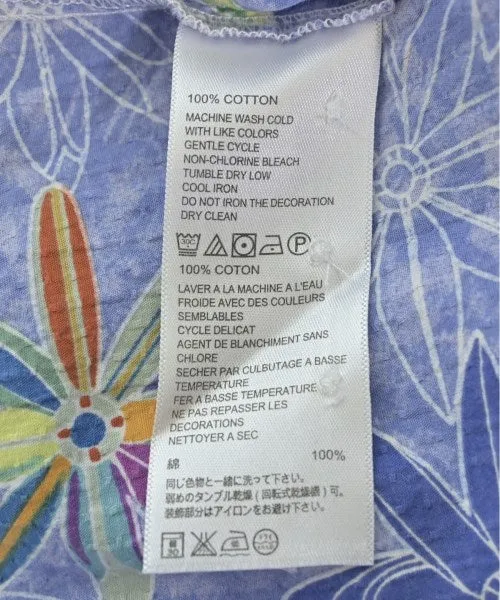 100% COTTON
MACHINE WASH COLD
WITH LIKE COLORS
GENTLE CYCLE
NON-CHLORINE BLEACH
TUMBLE DRY LOW
COOL IRON
DO NOT IRON THE DECORATION
DRY CLEAN
30C P
100% COTON
LAVER A LA MACHINE A L'EAU
FROIDE AVEC DES COULEURS
SEMBLABLES
CYCLE DELICAT
AGENT DE BLANCHIMENT SANS
CHLORE
SECHER PAR CULBUTAGE A BASSE
TEMPERATURE
FER A BASSE TEMPERATURE
NE PAS REPASSER LES
DECORATIONS
NETTOYER A SEC
綿 100%
同じ色物と一緒に洗って下さい。
弱めのタンブル乾燥(回転式乾燥機)可。
装飾部分はアイロンをお避け下さい。